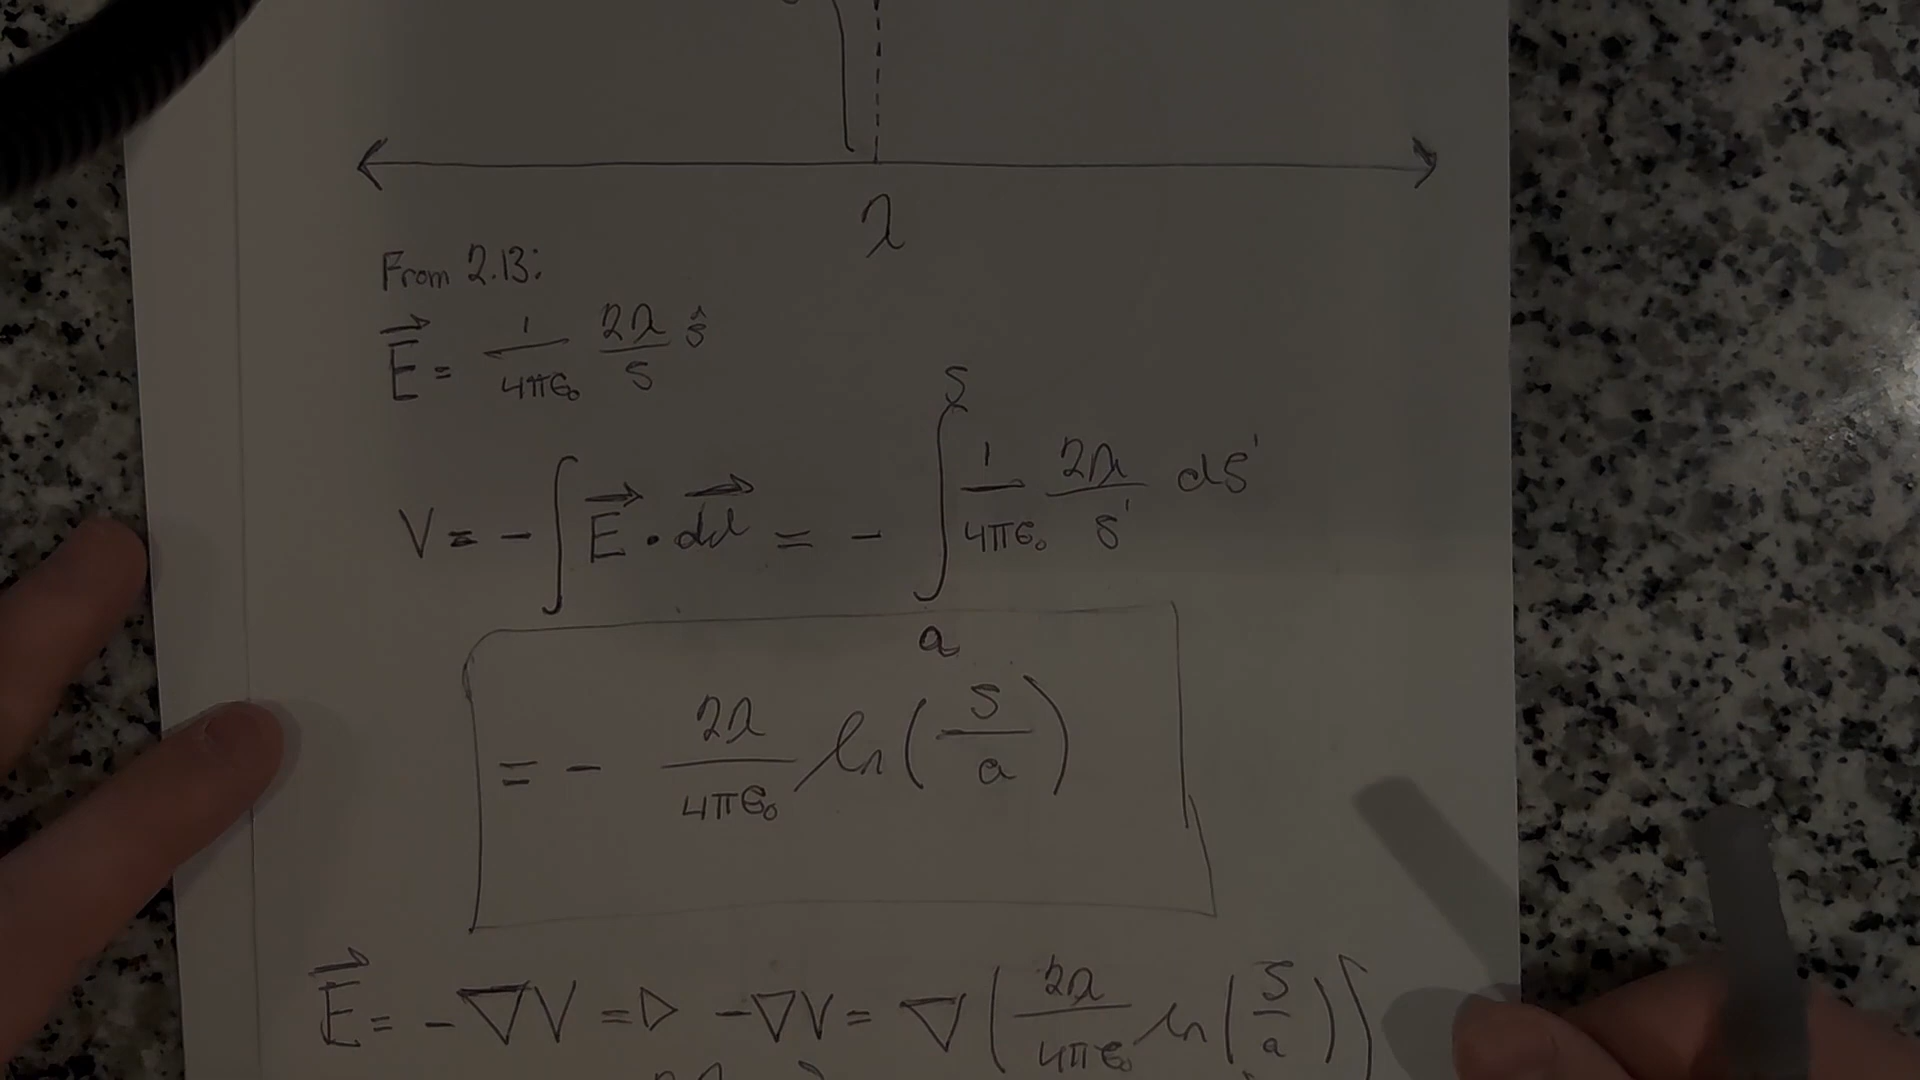 λ
From 2.13:
E⃗ = 1/4πε₀ 2λ/s ŝ
V = - ∫ E⃗ · dl⃗ = - ∫ₐˢ 1/4πε₀ 2λ/s' ds'
= - 2λ/4πε₀ ln(s/a)
E⃗ = -∇V => -∇V = ∇(2λ/4πε₀ ln(s/a))